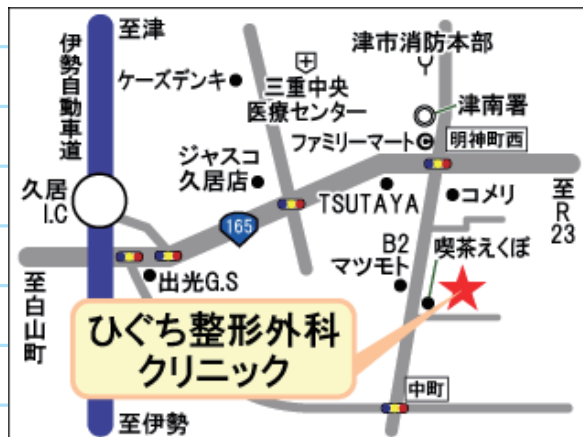 至津
伊勢自動車道
ケーズデンキ
三重中央
医療センター
津市消防本部
津南署
ファミリーマート
C
明神町西
ジャスコ
久居店
TSUTAYA
コメリ
至R23
久居
I.C
165
B2
マツモト
喫茶えくぼ
出光G.S
至白山町
ひぐち整形外科
クリニック
中町
至伊勢